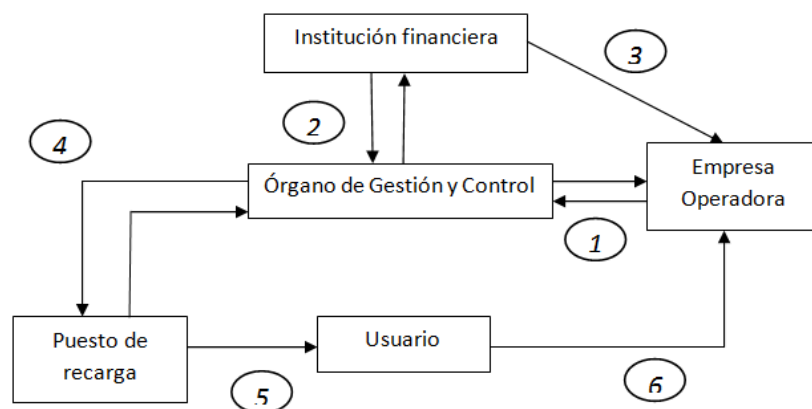 Institución financiera
3
2
4
Órgano de Gestión y Control
Empresa
Operadora
1
Puesto de
recarga
Usuario
5
6